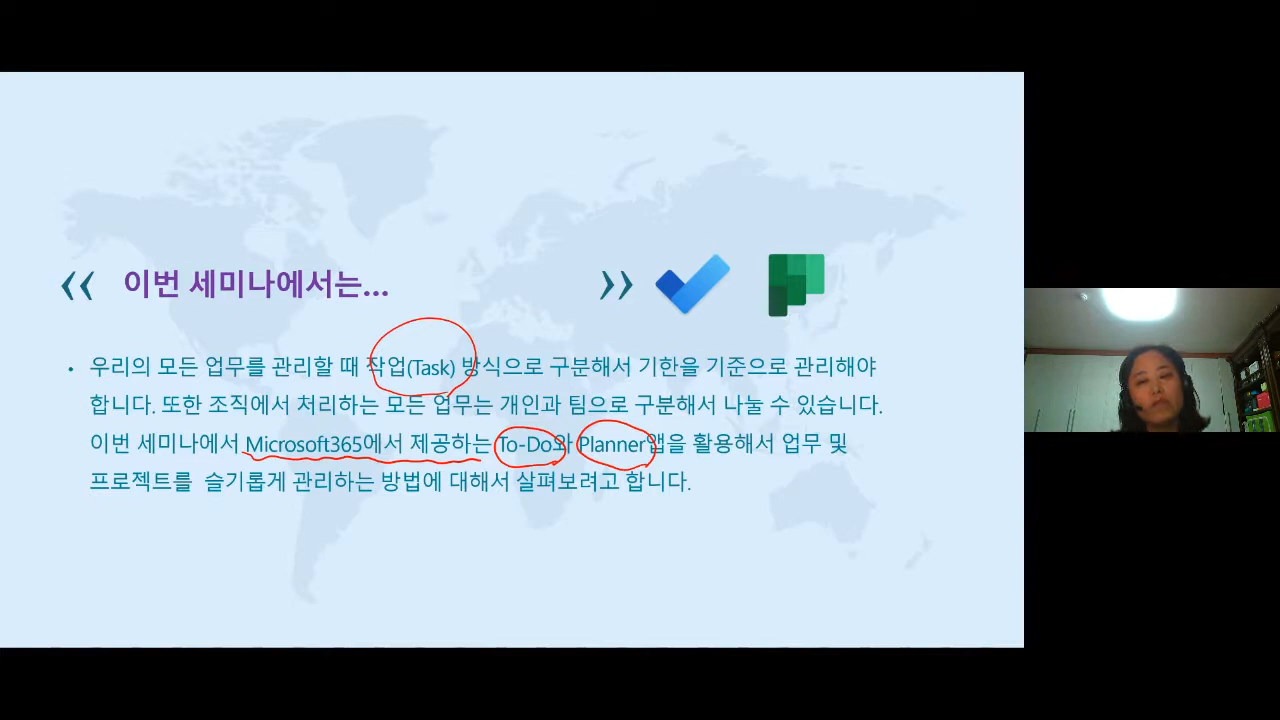 《 이번 세미나에서는... 》
• 우리의 모든 업무를 관리할 때 작업(Task) 방식으로 구분해서 기한을 기준으로 관리해야
합니다. 또한 조직에서 처리하는 모든 업무는 개인과 팀으로 구분해서 나눌 수 있습니다.
이번 세미나에서 Microsoft365에서 제공하는 To-Do와 Planner앱을 활용해서 업무 및
프로젝트를 슬기롭게 관리하는 방법에 대해서 살펴보려고 합니다.